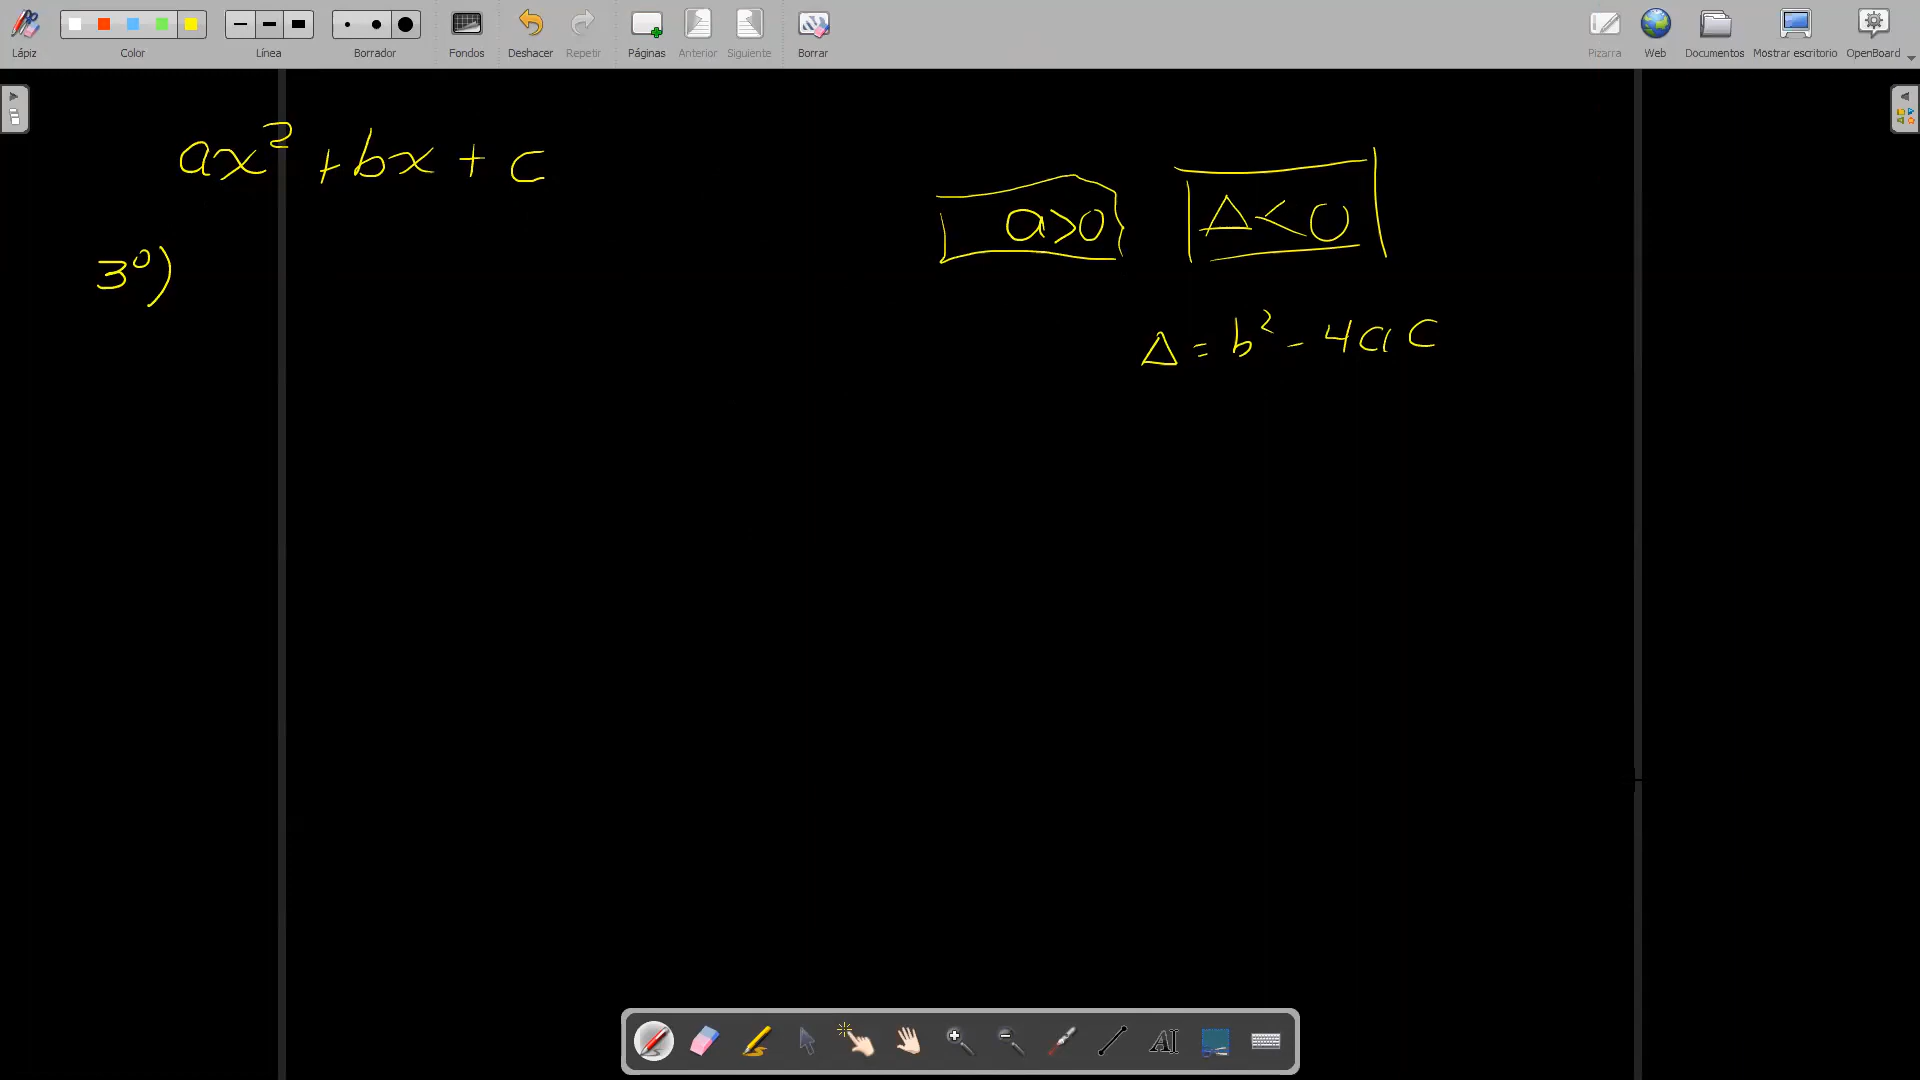 Lápiz Color Línea Borrador Fondos Deshacer Repetir Páginas Anterior Siguiente Borrar Pizarra Web Documentos Mostrar escritorio OpenBoard
ax² + bx + c
a>0 Δ<0
3º)
Δ = b² - 4ac
AI